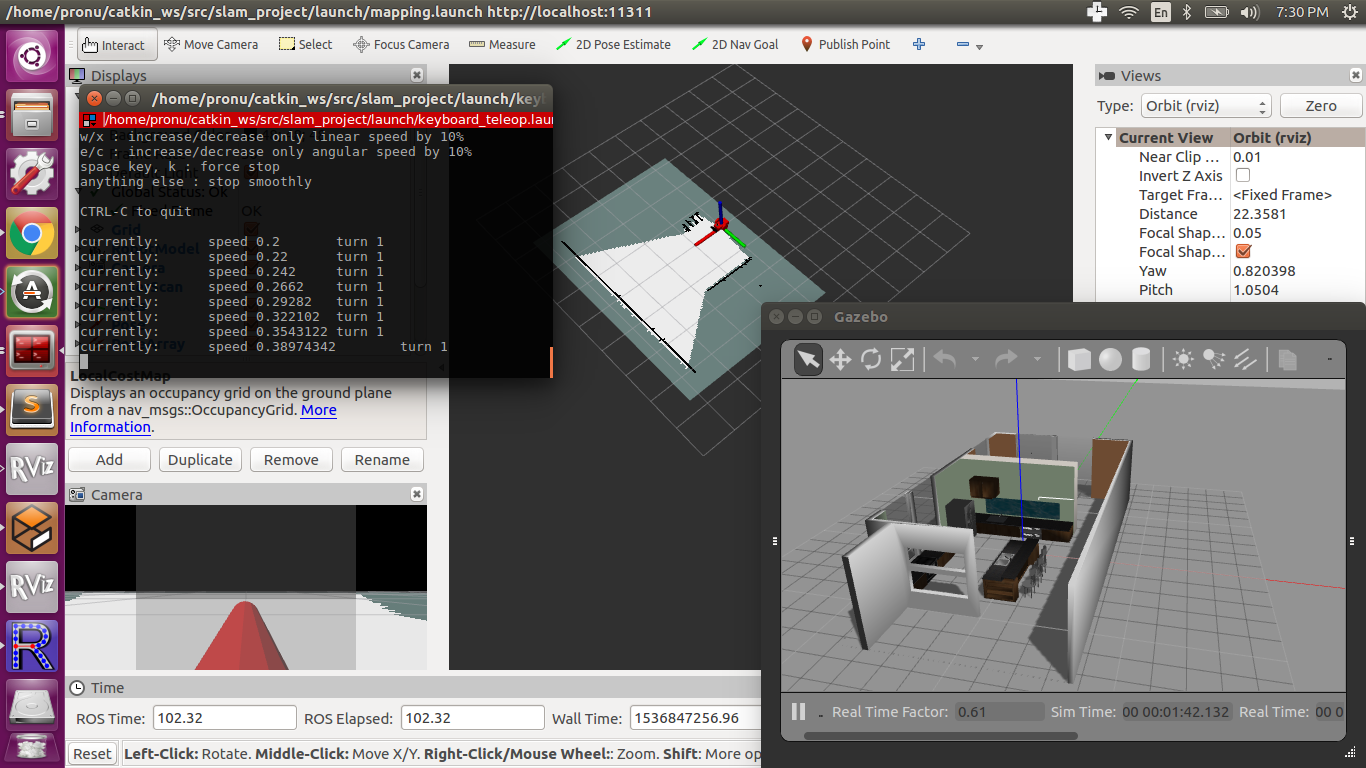 /home/pronu/catkin_ws/src/slam_project/launch/mapping.launch http://localhost:11311
En
7:30 PM
Interact
Move Camera
Select
Focus Camera
Measure
2D Pose Estimate
2D Nav Goal
Publish Point
Displays
/home/pronu/catkin_ws/src/slam_project/launch/keyb
/home/pronu/catkin_ws/src/slam_project/launch/keyboard_teleop.laun
w/x : increase/decrease only linear speed by 10%
e/c : increase/decrease only angular speed by 10%
space key, k : force stop
anything else : stop smoothly
Global Status: Ok
CTRL-C to quit
OK
Grid
currently: speed 0.2 turn 1
currently: speed 0.22 turn 1
currently: speed 0.242 turn 1
currently: speed 0.2662 turn 1
currently: speed 0.29282 turn 1
currently: speed 0.322102 turn 1
currently: speed 0.3543122 turn 1
currently: speed 0.38974342 turn 1
LocalCostMap
Displays an occupancy grid on the ground plane
from a nav_msgs::OccupancyGrid. More
Information.
Add
Duplicate
Remove
Rename
Camera
Views
Type: Orbit (rviz)
Zero
Current View Orbit (rviz)
Near Clip ... 0.01
Invert Z Axis
Target Fra... <Fixed Frame>
Distance 22.3581
Focal Shap... 0.05
Focal Shap...
Yaw 0.820398
Pitch 1.0504
Gazebo
Real Time Factor: 0.61
Sim Time: 00 00:01:42.132
Real Time: 00 0
Time
ROS Time: 102.32
ROS Elapsed: 102.32
Wall Time: 1536847256.96
Reset
Left-Click: Rotate. Middle-Click: Move X/Y. Right-Click/Mouse Wheel:: Zoom. Shift: More op
RViz
RViz
R
S
A